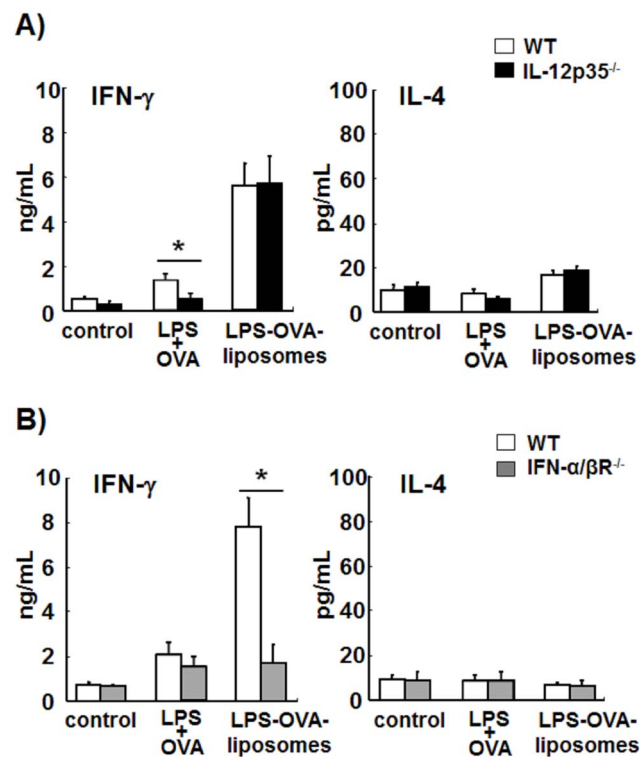 A)
WT
IL-12p35-/-
IFN-γ
IL-4
10
8
6
4
2
0
ng/mL
*
control
LPS
+
OVA
LPS-OVA-
liposomes
100
80
60
40
20
0
pg/mL
control
LPS
+
OVA
LPS-OVA-
liposomes
B)
WT
IFN-α/βR-/-
IFN-γ
IL-4
10
8
6
4
2
0
ng/mL
*
control
LPS
+
OVA
LPS-OVA-
liposomes
100
80
60
40
20
0
pg/mL
control
LPS
+
OVA
LPS-OVA-
liposomes